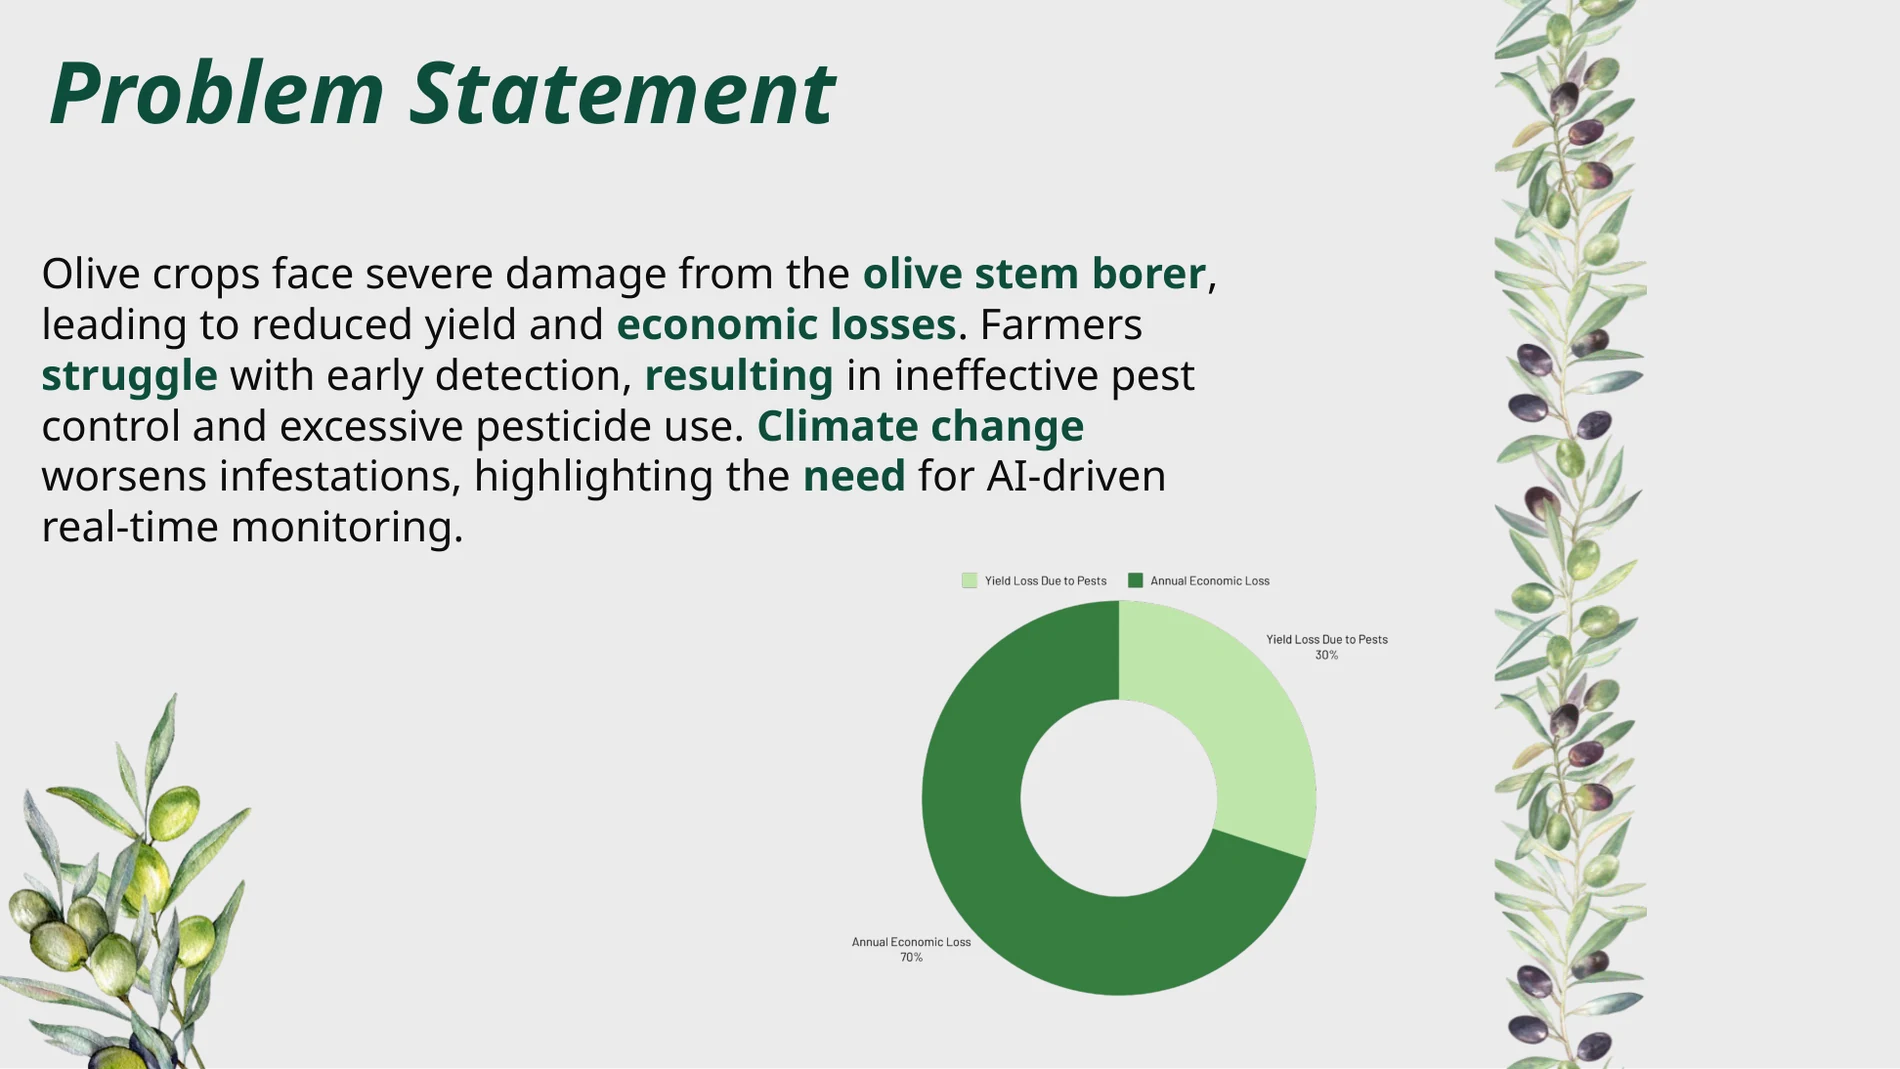 Problem Statement
Olive crops face severe damage from the olive stem borer,
leading to reduced yield and economic losses. Farmers
struggle with early detection, resulting in ineffective pest
control and excessive pesticide use. Climate change
worsens infestations, highlighting the need for AI-driven
real-time monitoring.
Yield Loss Due to Pests Annual Economic Loss
Yield Loss Due to Pests
30%
Annual Economic Loss
70%